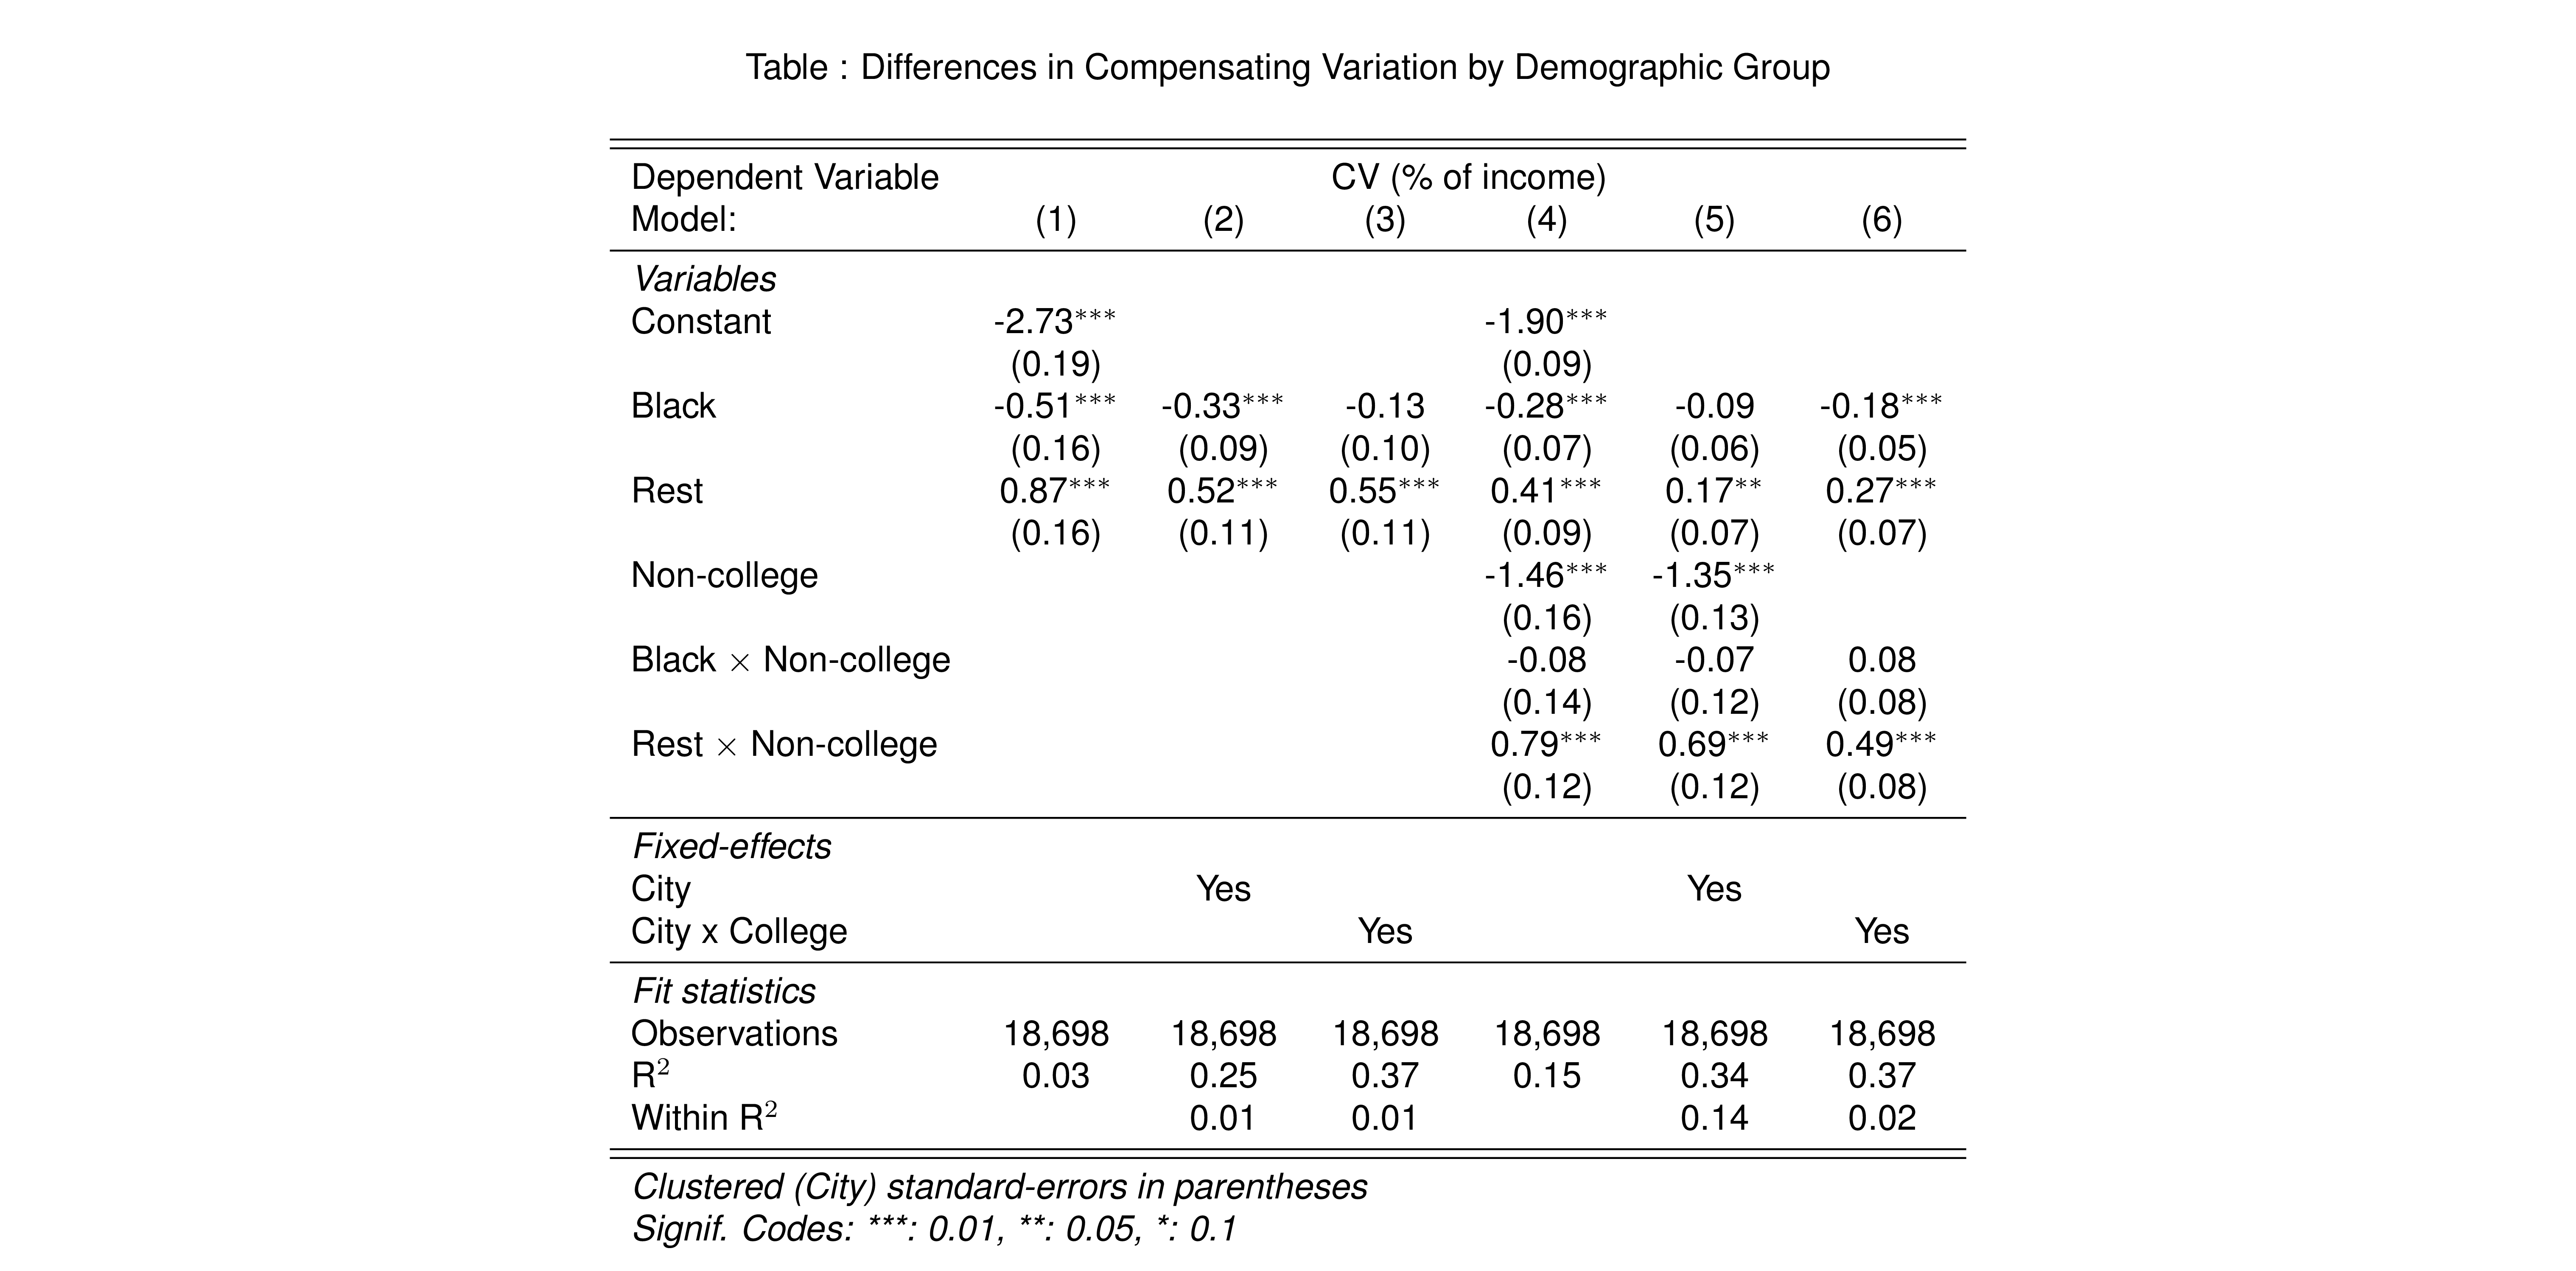 Table : Differences in Compensating Variation by Demographic Group
Dependent Variable CV (% of income)
Model: (1) (2) (3) (4) (5) (6)
Variables
Constant -2.73*** -1.90***
(0.19) (0.09)
Black -0.51*** -0.33*** -0.13 -0.28*** -0.09 -0.18***
(0.16) (0.09) (0.10) (0.07) (0.06) (0.05)
Rest 0.87*** 0.52*** 0.55*** 0.41*** 0.17** 0.27***
(0.16) (0.11) (0.11) (0.09) (0.07) (0.07)
Non-college -1.46*** -1.35***
(0.16) (0.13)
Black × Non-college -0.08 -0.07 0.08
(0.14) (0.12) (0.08)
Rest × Non-college 0.79*** 0.69*** 0.49***
(0.12) (0.12) (0.08)
Fixed-effects
City Yes Yes
City x College Yes Yes
Fit statistics
Observations 18,698 18,698 18,698 18,698 18,698 18,698
R² 0.03 0.25 0.37 0.15 0.34 0.37
Within R² 0.01 0.01 0.14 0.02
Clustered (City) standard-errors in parentheses
Signif. Codes: ***: 0.01, **: 0.05, *: 0.1